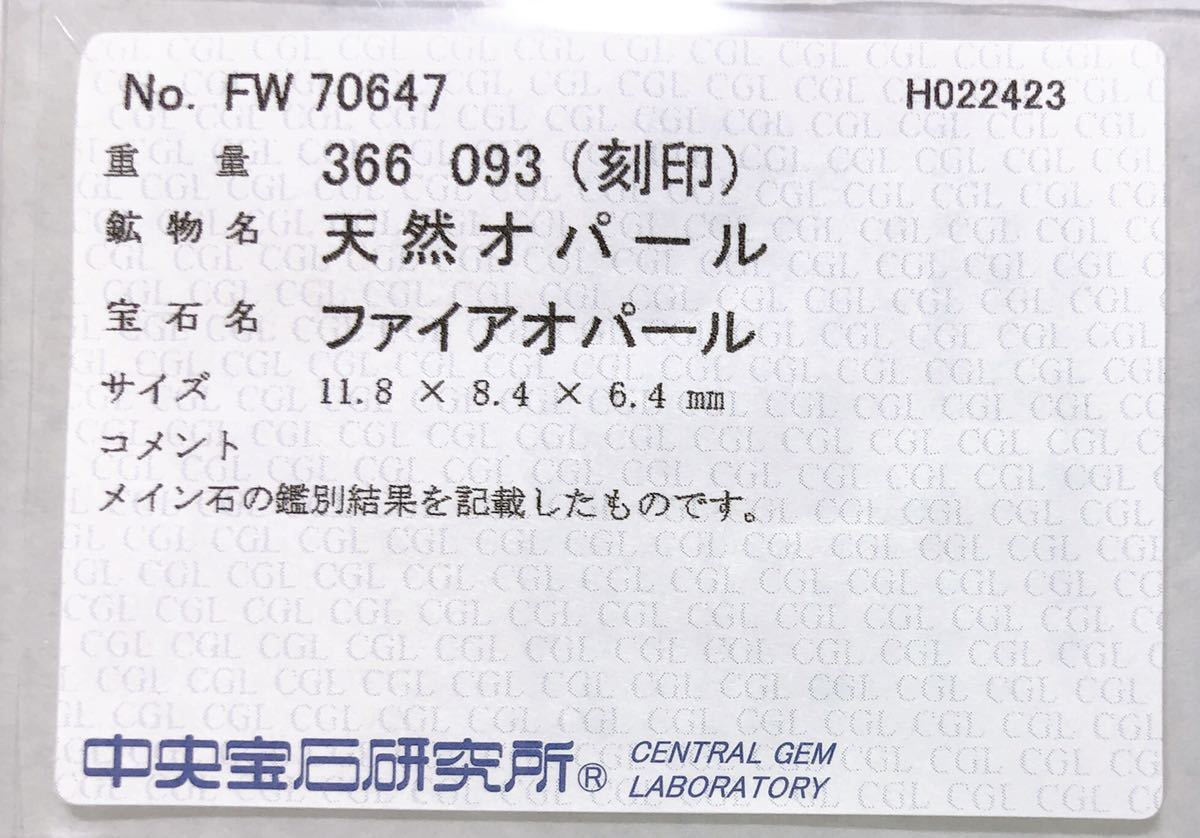 No. FW 70647 H022423
重量 366 093 (刻印)
鉱物名 天然オパール
宝石名 ファイアオパール
サイズ 11.8 × 8.4 × 6.4 mm
コメント
メイン石の鑑別結果を記載したものです。
中央宝石研究所® CENTRAL GEM
LABORATORY